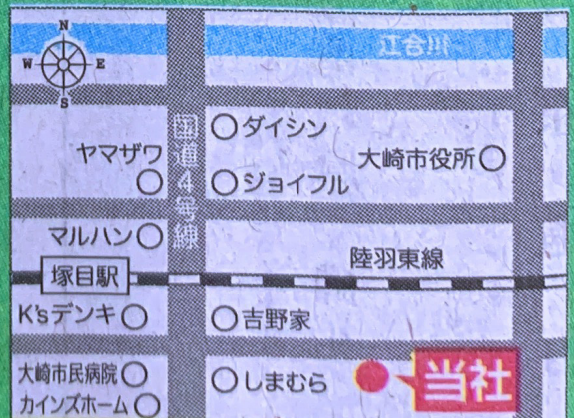 N
W E
S
江合川
国道4号線
ダイシン
ヤマザワ
大崎市役所
ジョイフル
マルハン
陸羽東線
塚目駅
K'sデンキ
吉野家
大崎市民病院
しまむら
当社
カインズホーム